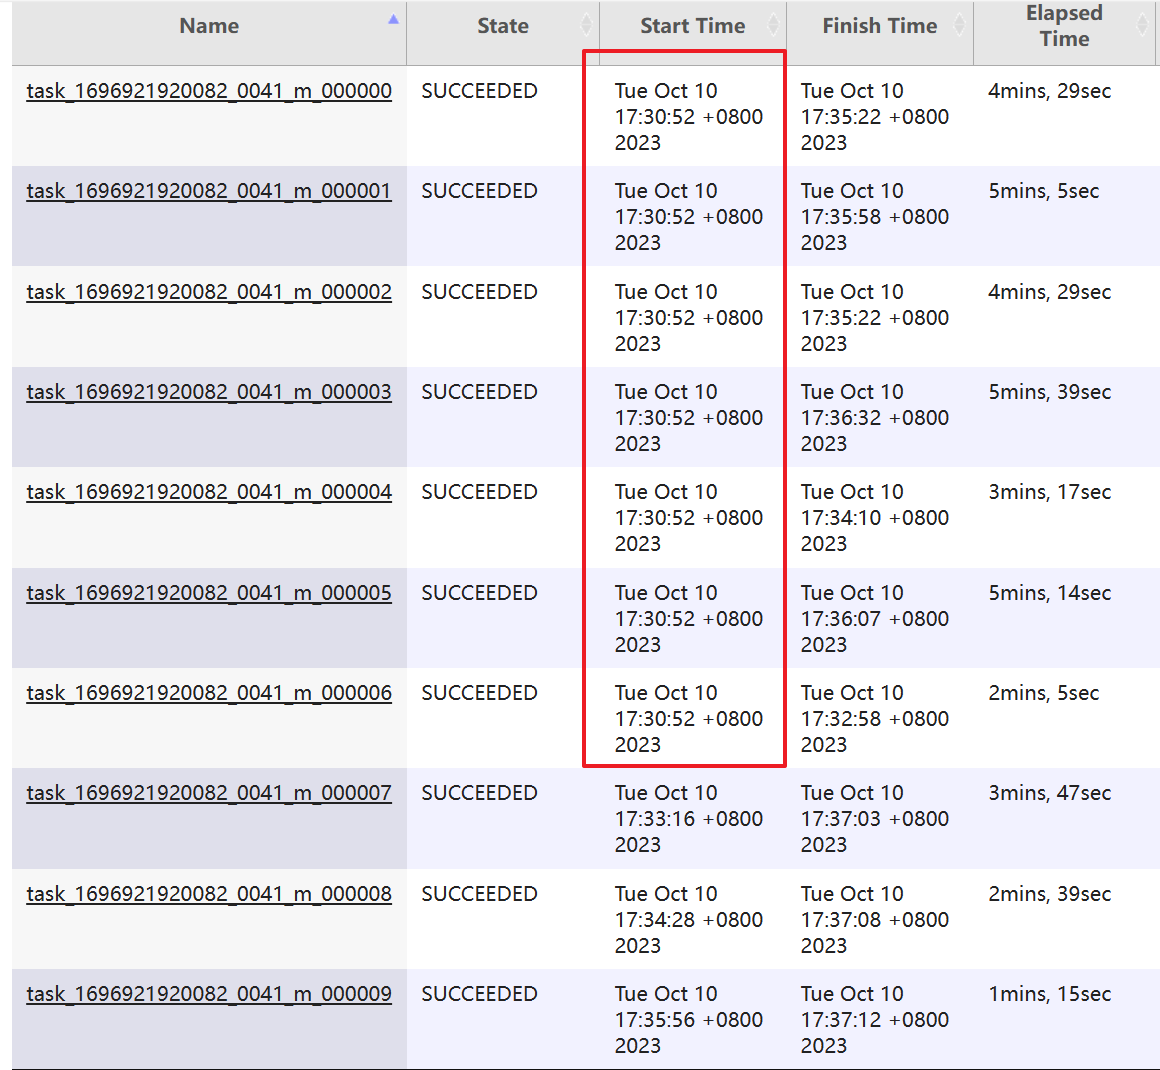 Name State Start Time Finish Time Elapsed
Time
task_1696921920082_0041_m_000000 SUCCEEDED Tue Oct 10 Tue Oct 10 4mins, 29sec
17:30:52 +0800 17:35:22 +0800
2023 2023
task_1696921920082_0041_m_000001 SUCCEEDED Tue Oct 10 Tue Oct 10 5mins, 5sec
17:30:52 +0800 17:35:58 +0800
2023 2023
task_1696921920082_0041_m_000002 SUCCEEDED Tue Oct 10 Tue Oct 10 4mins, 29sec
17:30:52 +0800 17:35:22 +0800
2023 2023
task_1696921920082_0041_m_000003 SUCCEEDED Tue Oct 10 Tue Oct 10 5mins, 39sec
17:30:52 +0800 17:36:32 +0800
2023 2023
task_1696921920082_0041_m_000004 SUCCEEDED Tue Oct 10 Tue Oct 10 3mins, 17sec
17:30:52 +0800 17:34:10 +0800
2023 2023
task_1696921920082_0041_m_000005 SUCCEEDED Tue Oct 10 Tue Oct 10 5mins, 14sec
17:30:52 +0800 17:36:07 +0800
2023 2023
task_1696921920082_0041_m_000006 SUCCEEDED Tue Oct 10 Tue Oct 10 2mins, 5sec
17:30:52 +0800 17:32:58 +0800
2023 2023
task_1696921920082_0041_m_000007 SUCCEEDED Tue Oct 10 Tue Oct 10 3mins, 47sec
17:33:16 +0800 17:37:03 +0800
2023 2023
task_1696921920082_0041_m_000008 SUCCEEDED Tue Oct 10 Tue Oct 10 2mins, 39sec
17:34:28 +0800 17:37:08 +0800
2023 2023
task_1696921920082_0041_m_000009 SUCCEEDED Tue Oct 10 Tue Oct 10 1mins, 15sec
17:35:56 +0800 17:37:12 +0800
2023 2023